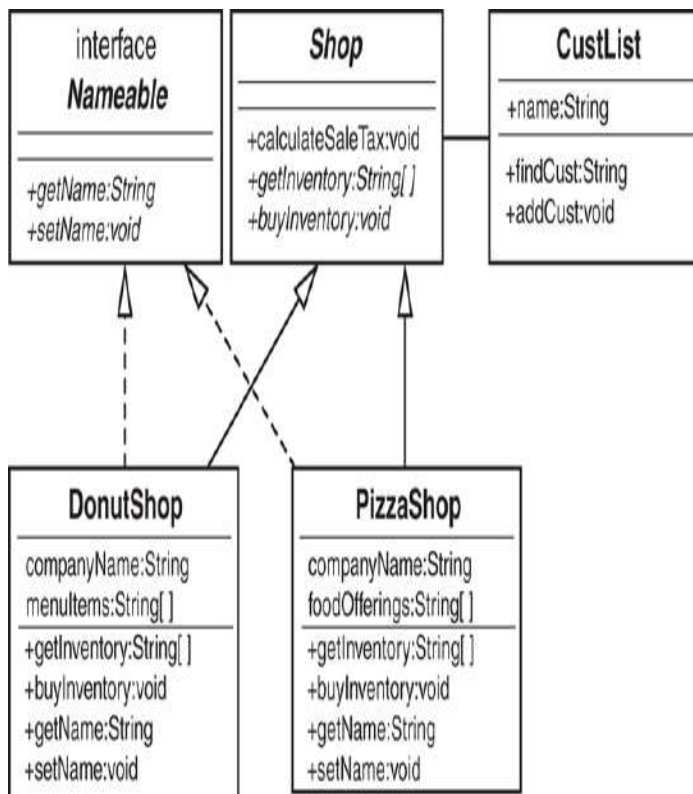 interface
Nameable
+getName:String
+setName:void
Shop
+calculateSaleTax:void
+getInventory:String[ ]
+buyInventory:void
CustList
+name:String
+findCust:String
+addCust:void
DonutShop
companyName:String
menuItems:String[ ]
+getInventory:String[ ]
+buyInventory:void
+getName:String
+setName:void
PizzaShop
companyName:String
foodOfferings:String[ ]
+getInventory:String[ ]
+buyInventory:void
+getName:String
+setName:void